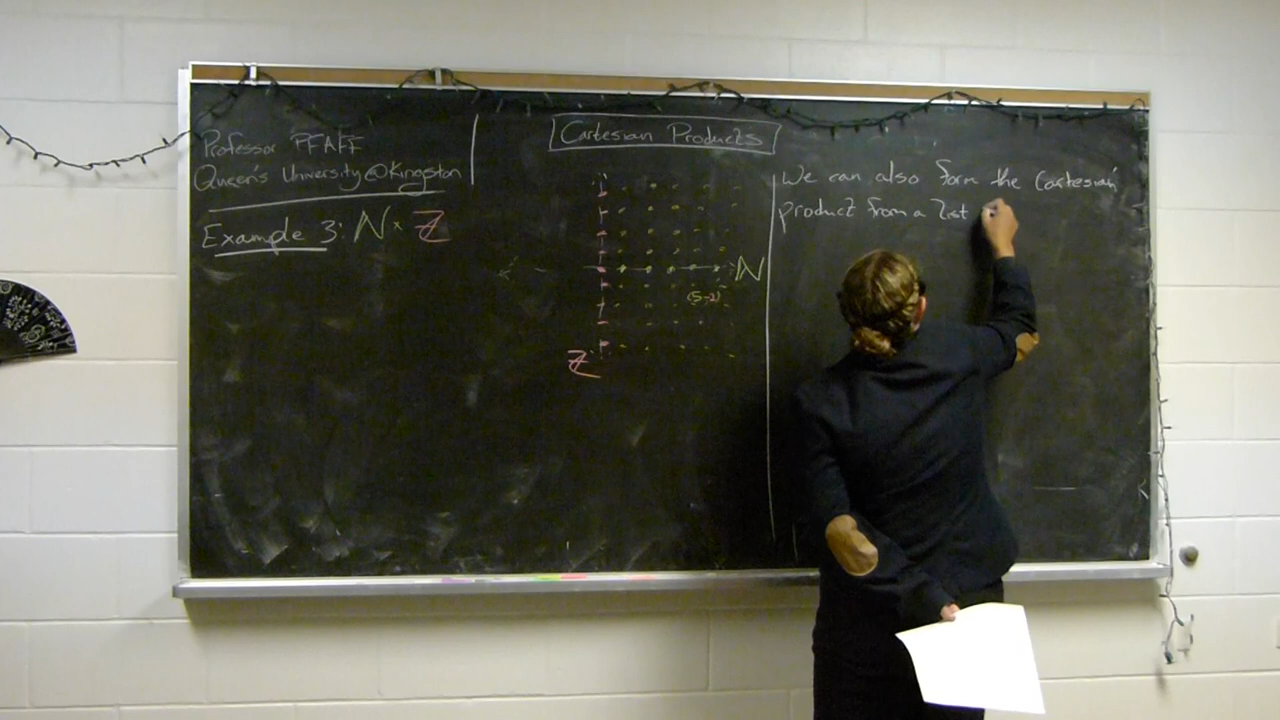 Professor PFAFF
Queen's University@Kingston
Example 3: ℕ × ℤ
Cartesian Products
ℕ
(5,-2)
ℤ
We can also form the Cartesian
product from a list